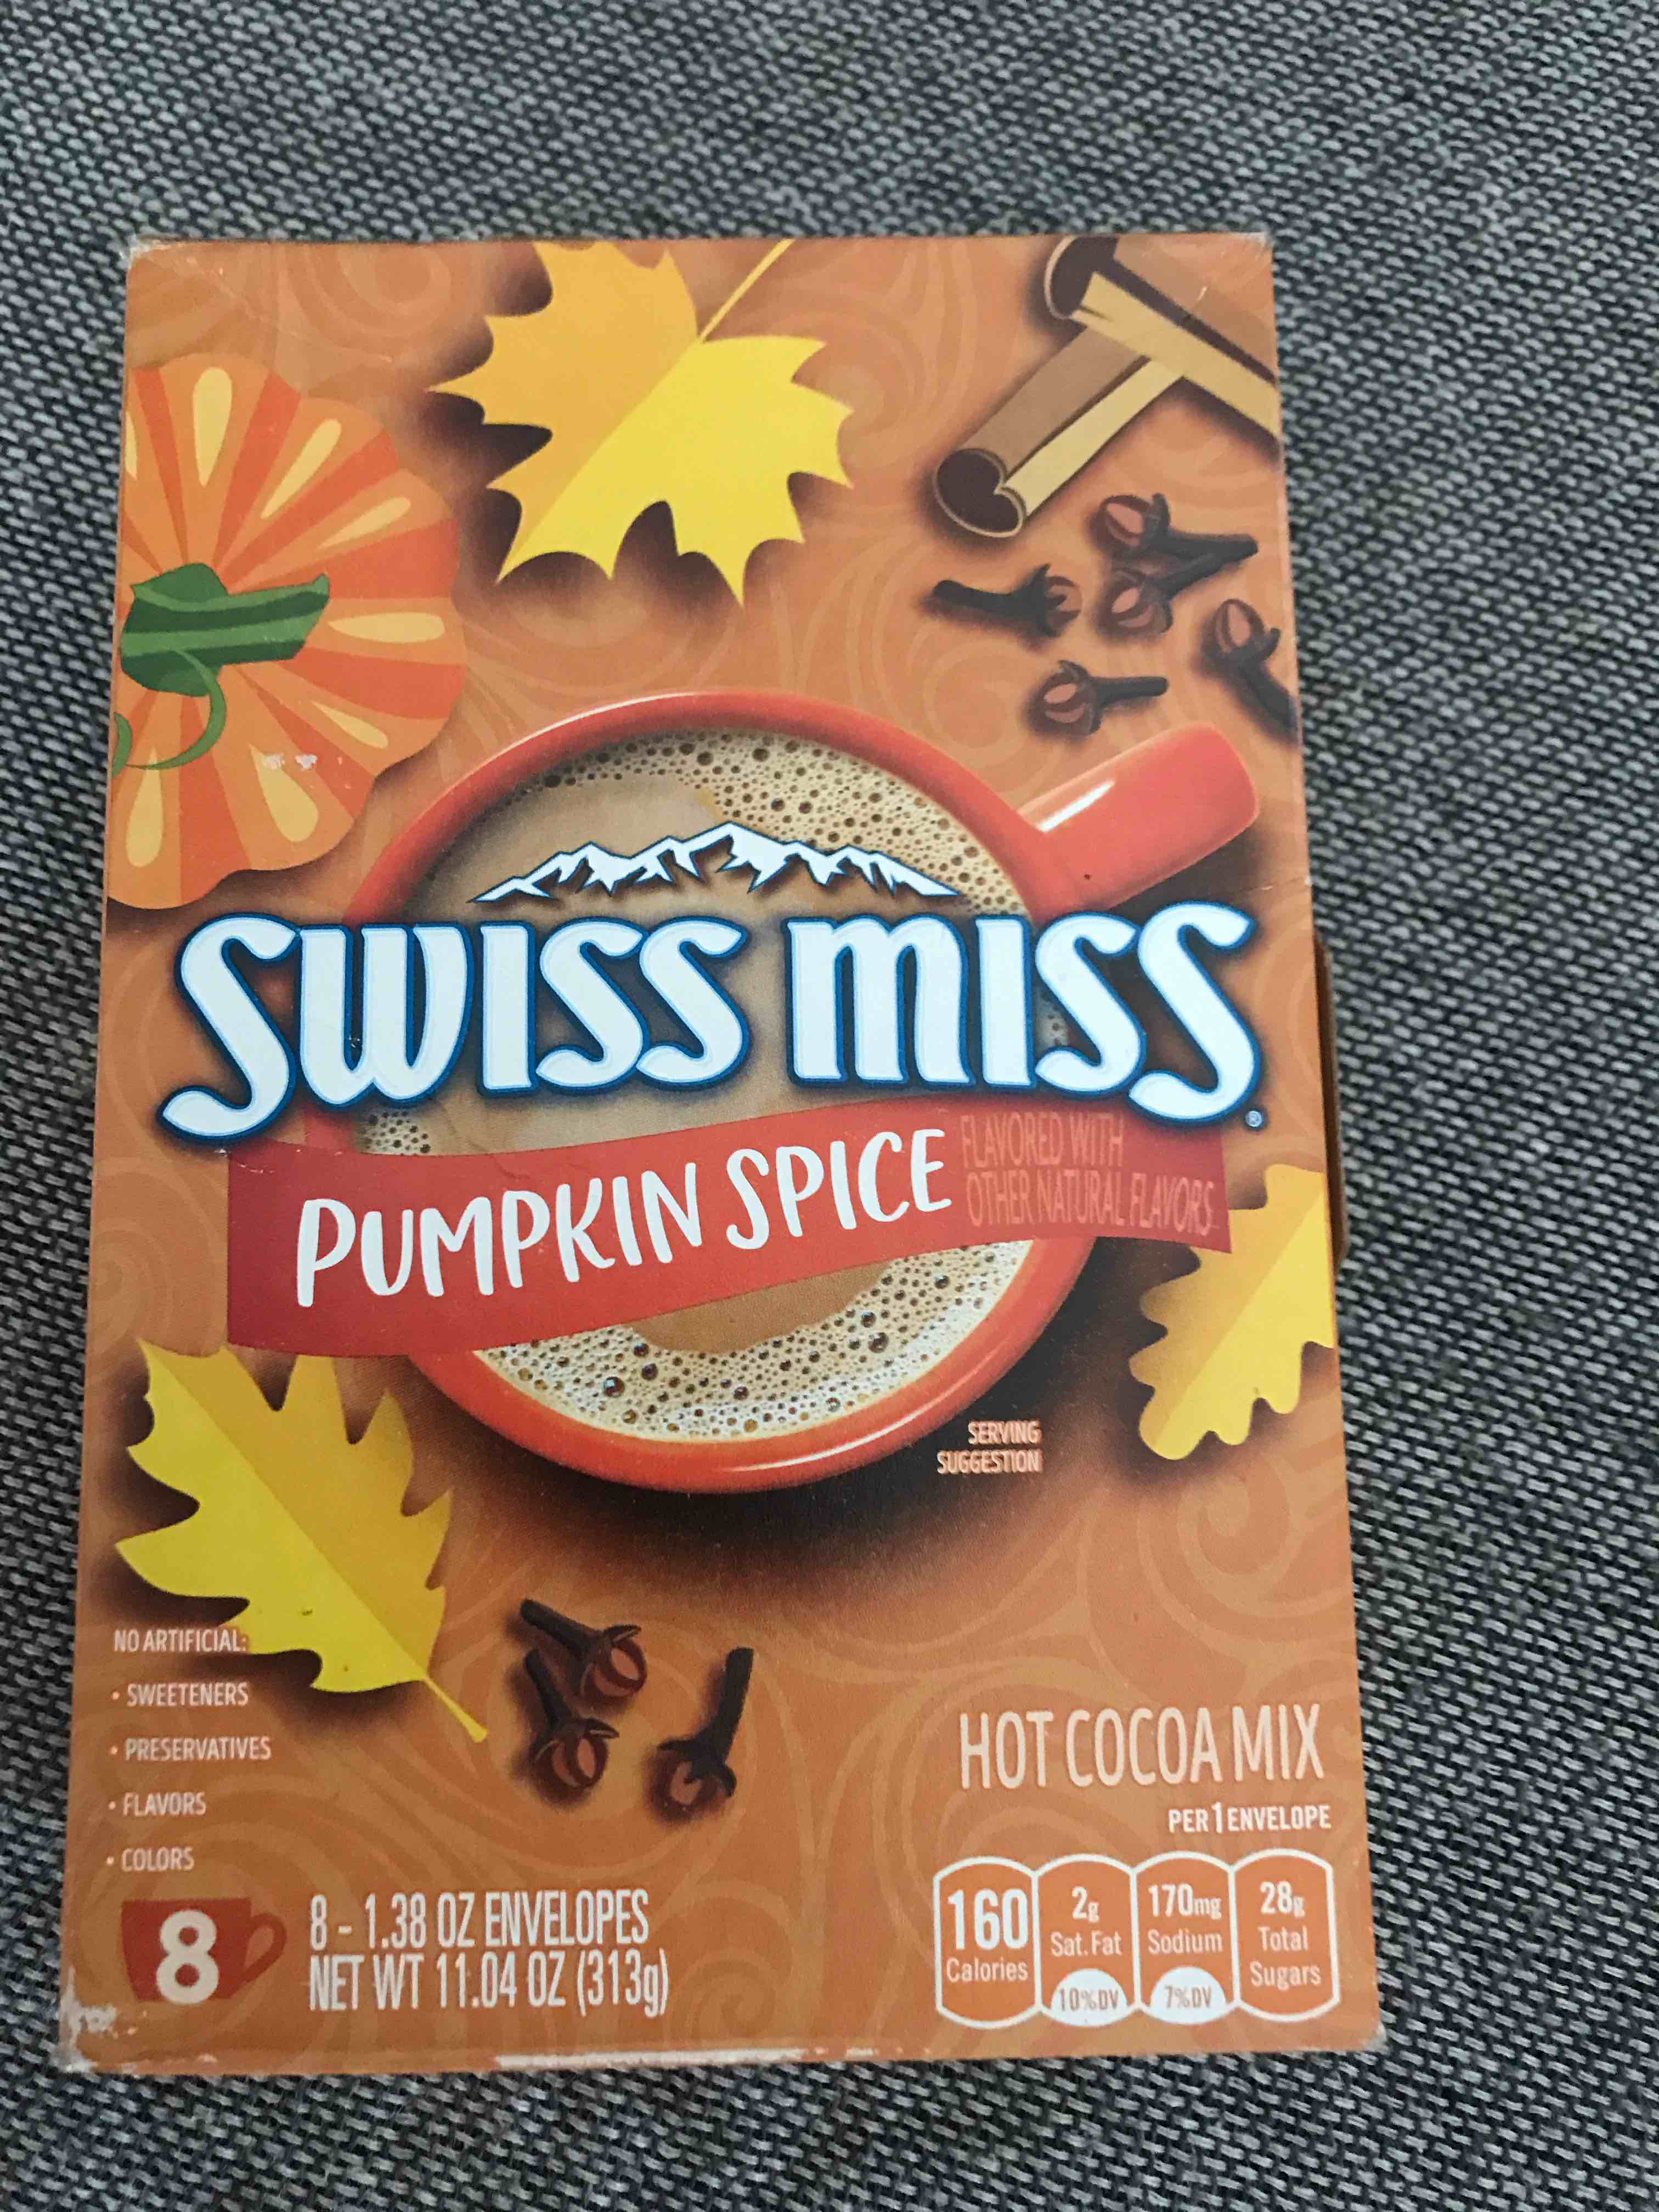 SWISS MISS®
PUMPKIN SPICE
FLAVORED WITH
OTHER NATURAL FLAVORS
SERVING
SUGGESTION
NO ARTIFICIAL:
• SWEETENERS
• PRESERVATIVES
• FLAVORS
• COLORS
8
8 - 1.38 OZ ENVELOPES
NET WT 11.04 OZ (313g)
HOT COCOA MIX
PER 1 ENVELOPE
160 Calories
2g Sat. Fat 10%DV
170mg Sodium 7%DV
28g Total Sugars